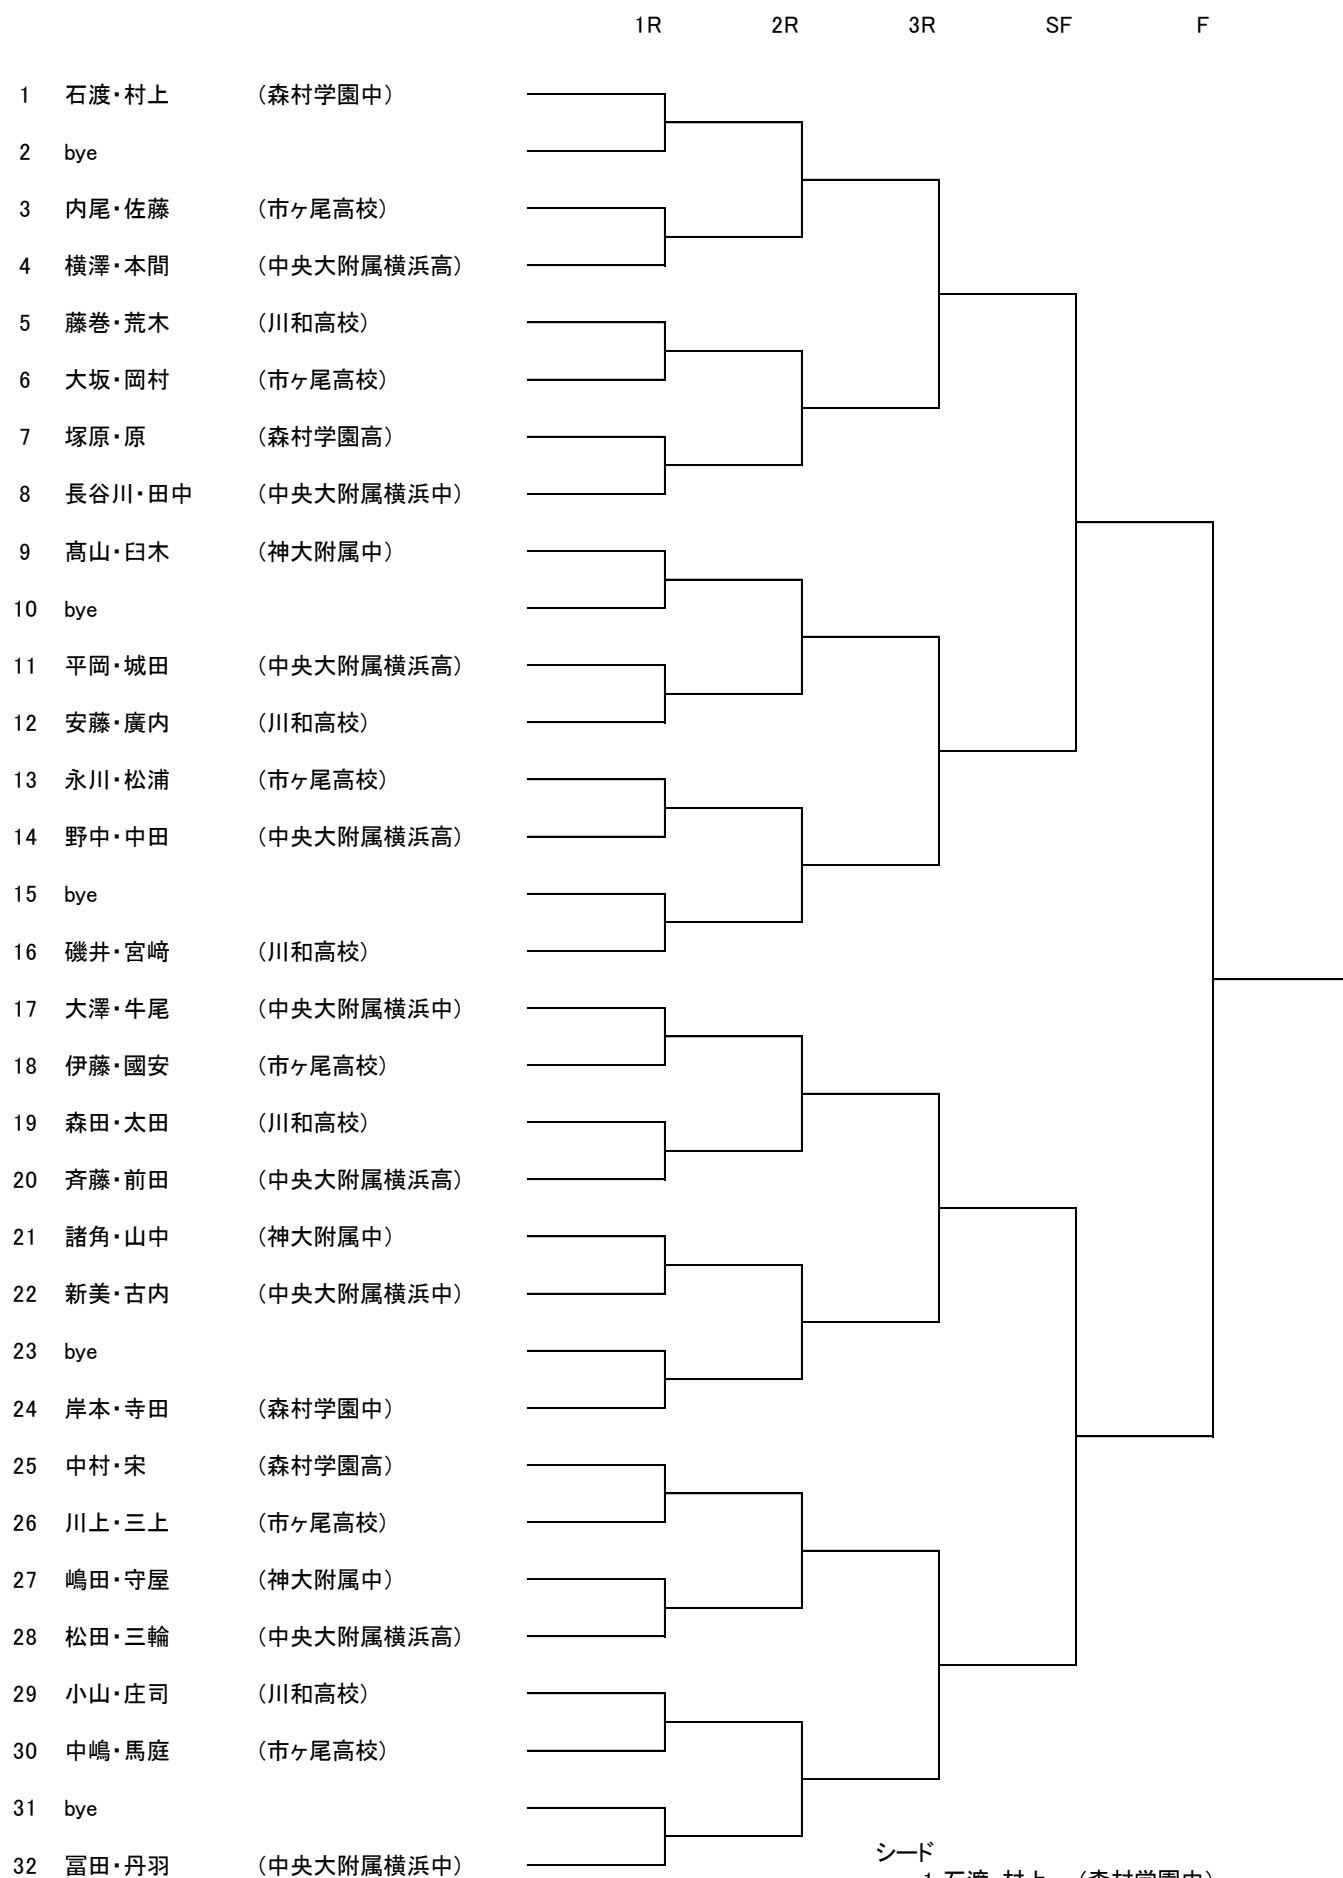 1R 2R 3R SF F
1 石渡・村上 （森村学園中）
2 bye
3 内尾・佐藤 （市ヶ尾高校）
4 横澤・本間 （中央大附属横浜高）
5 藤巻・荒木 （川和高校）
6 大坂・岡村 （市ヶ尾高校）
7 塚原・原 （森村学園高）
8 長谷川・田中 （中央大附属横浜中）
9 髙山・臼木 （神大附属中）
10 bye
11 平岡・城田 （中央大附属横浜高）
12 安藤・廣内 （川和高校）
13 永川・松浦 （市ヶ尾高校）
14 野中・中田 （中央大附属横浜高）
15 bye
16 磯井・宮﨑 （川和高校）
17 大澤・牛尾 （中央大附属横浜中）
18 伊藤・國安 （市ヶ尾高校）
19 森田・太田 （川和高校）
20 斉藤・前田 （中央大附属横浜高）
21 諸角・山中 （神大附属中）
22 新美・古内 （中央大附属横浜中）
23 bye
24 岸本・寺田 （森村学園中）
25 中村・宋 （森村学園高）
26 川上・三上 （市ヶ尾高校）
27 嶋田・守屋 （神大附属中）
28 松田・三輪 （中央大附属横浜高）
29 小山・庄司 （川和高校）
30 中嶋・馬庭 （市ヶ尾高校）
31 bye
シード
32 冨田・丹羽 （中央大附属横浜中）
1 石渡・村上 （森村学園中）